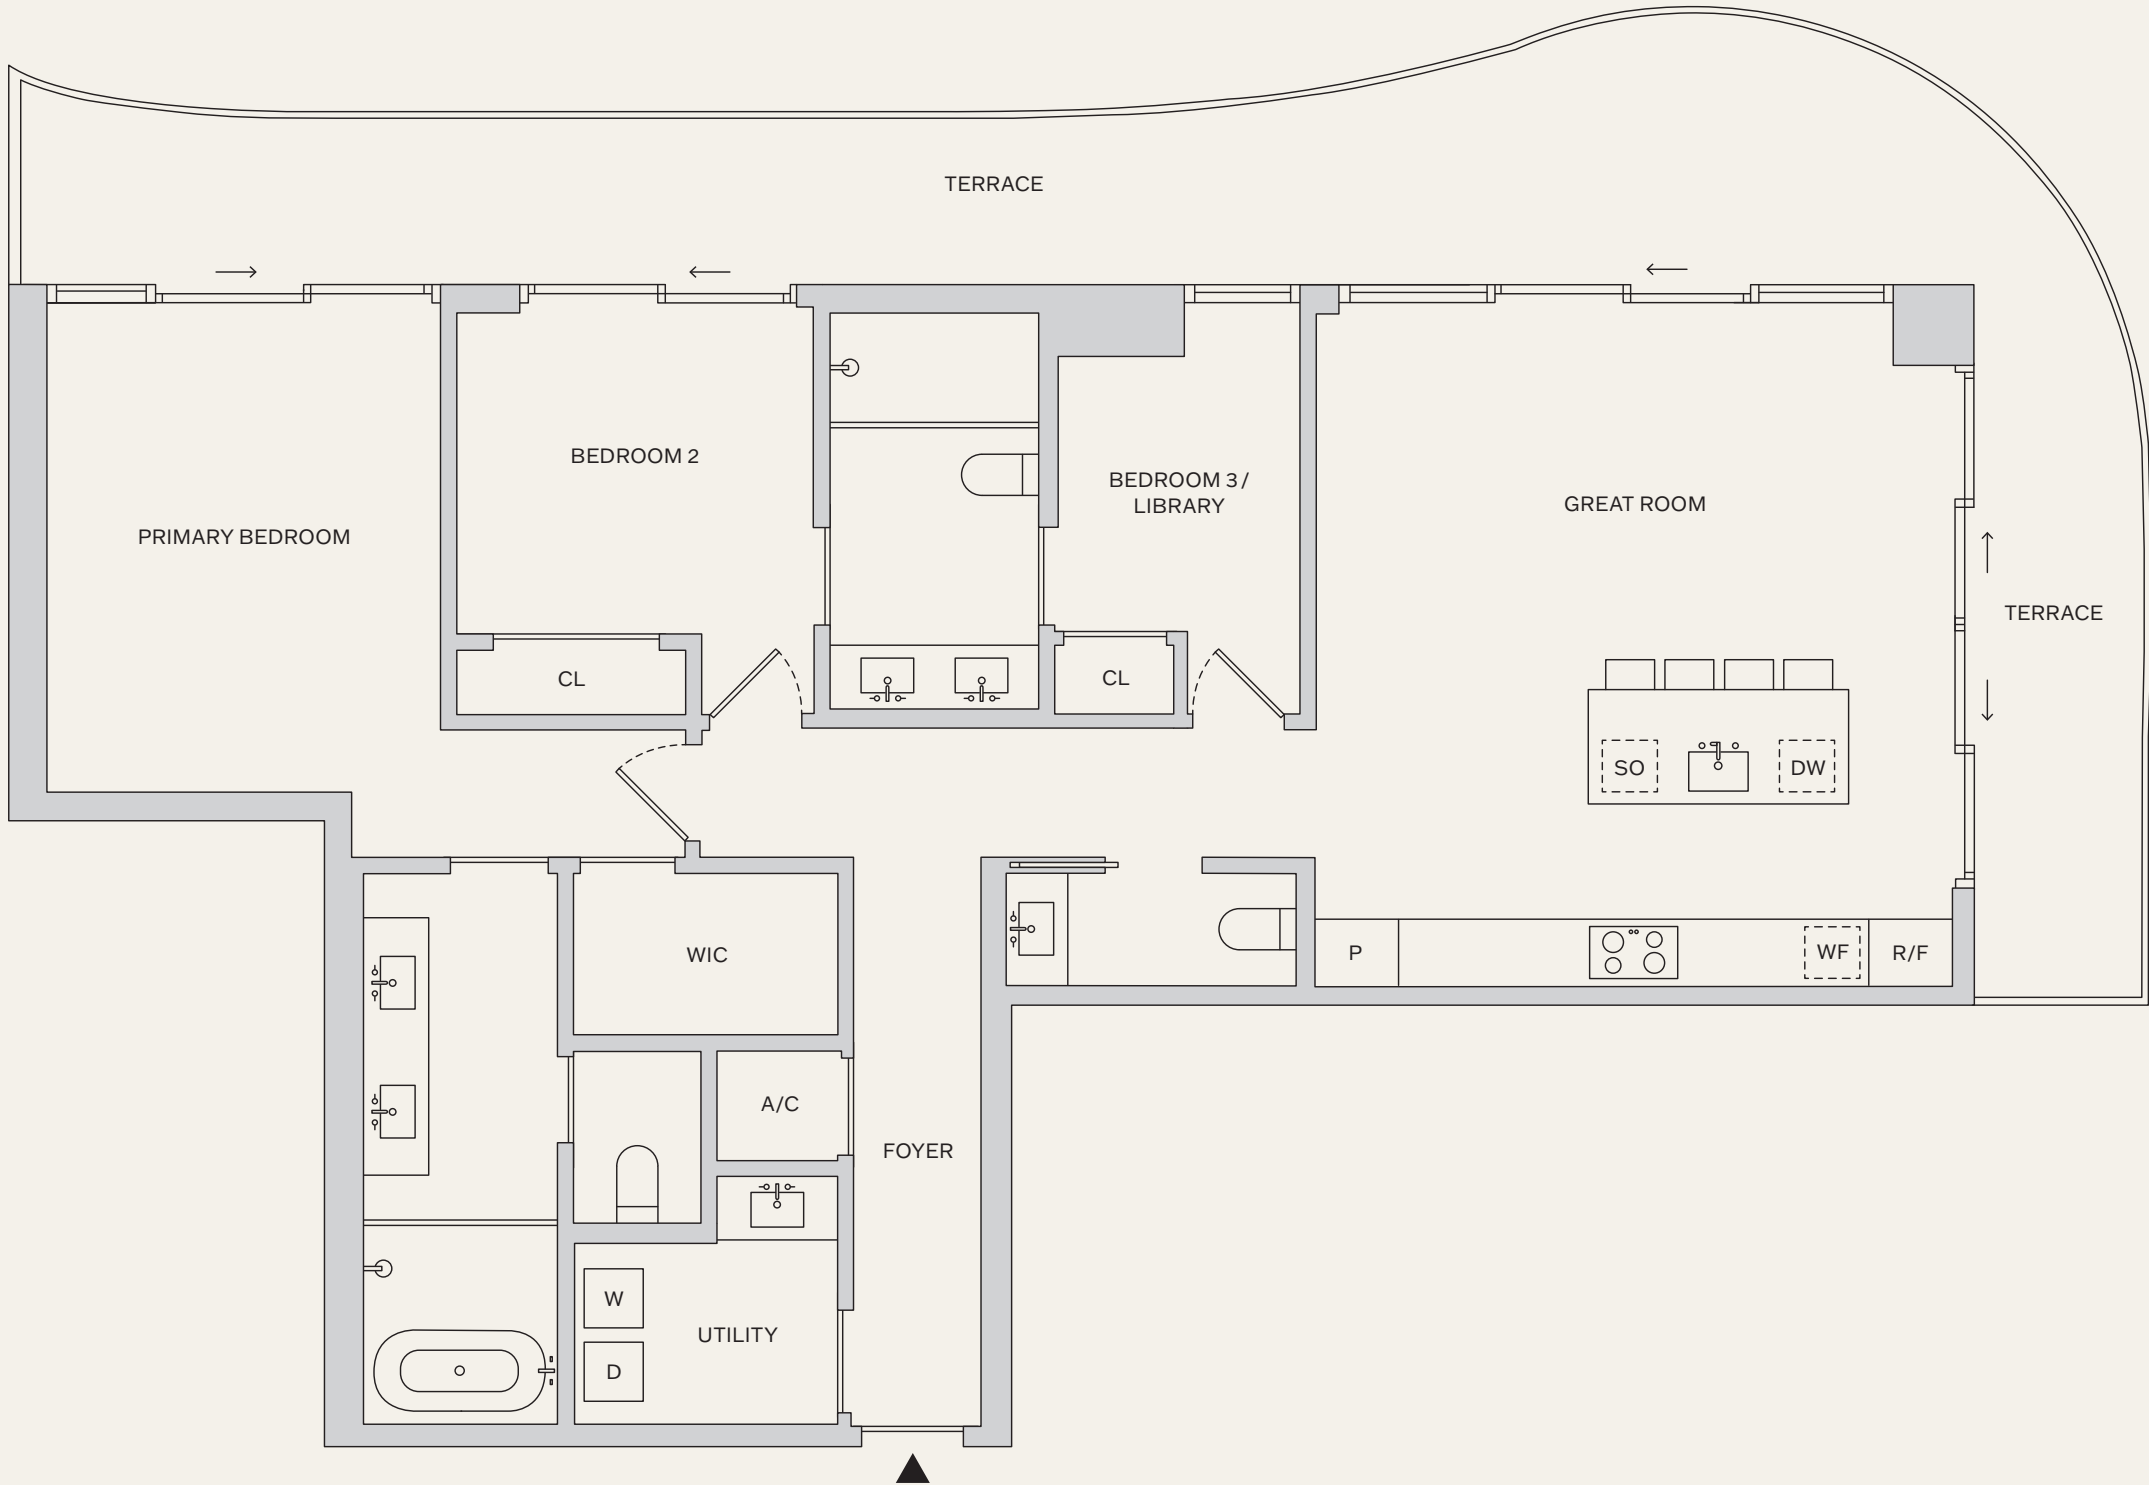 TERRACE
BEDROOM 2
BEDROOM 3/
LIBRARY
GREAT ROOM
PRIMARY BEDROOM
TERRACE
CL
CL
SO
DW
WIC
P
WF
R/F
A/C
FOYER
W
UTILITY
D